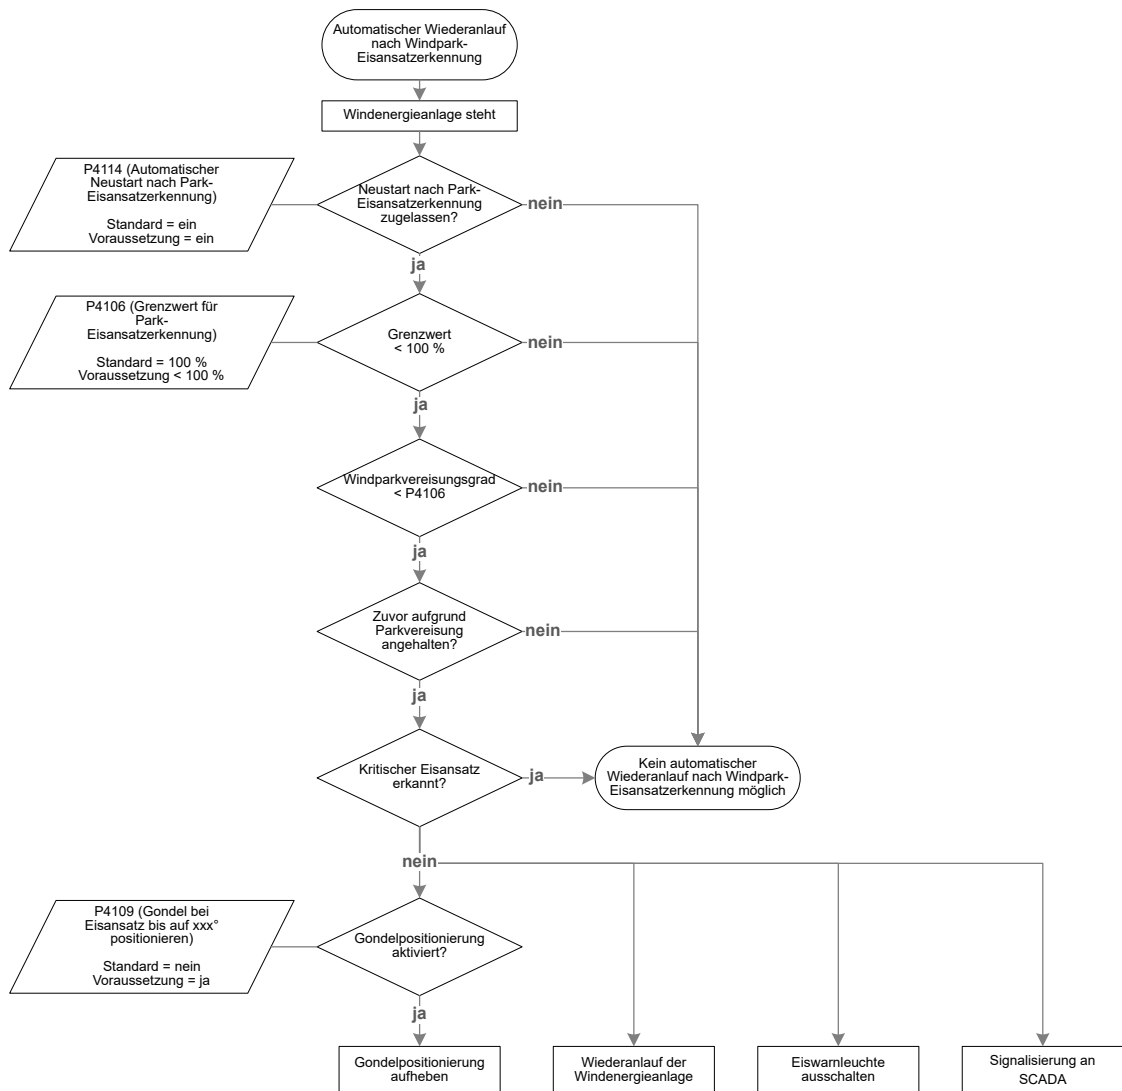 Automatischer Wiederanlauf
nach Windpark-
Eisansatzerkennung
Windenergieanlage steht
P4114 (Automatischer
Neustart nach Park-
Eisansatzerkennung)
Standard = ein
Voraussetzung = ein
Neustart nach Park-
Eisansatzerkennung
zugelassen?
nein
ja
P4106 (Grenzwert für
Park-
Eisansatzerkennung)
Standard = 100 %
Voraussetzung < 100 %
Grenzwert
< 100 %
nein
ja
Windparkvereisungsgrad
< P4106
nein
ja
Zuvor aufgrund
Parkvereisung
angehalten?
nein
ja
Kritischer Eisansatz
erkannt?
ja
Kein automatischer
Wiederanlauf nach Windpark-
Eisansatzerkennung möglich
nein
P4109 (Gondel bei
Eisansatz bis auf xxx°
positionieren)
Standard = nein
Voraussetzung = ja
Gondelpositionierung
aktiviert?
ja
Gondelpositionierung
aufheben
Wiederanlauf der
Windenergieanlage
Eiswarnleuchte
ausschalten
Signalisierung an
SCADA